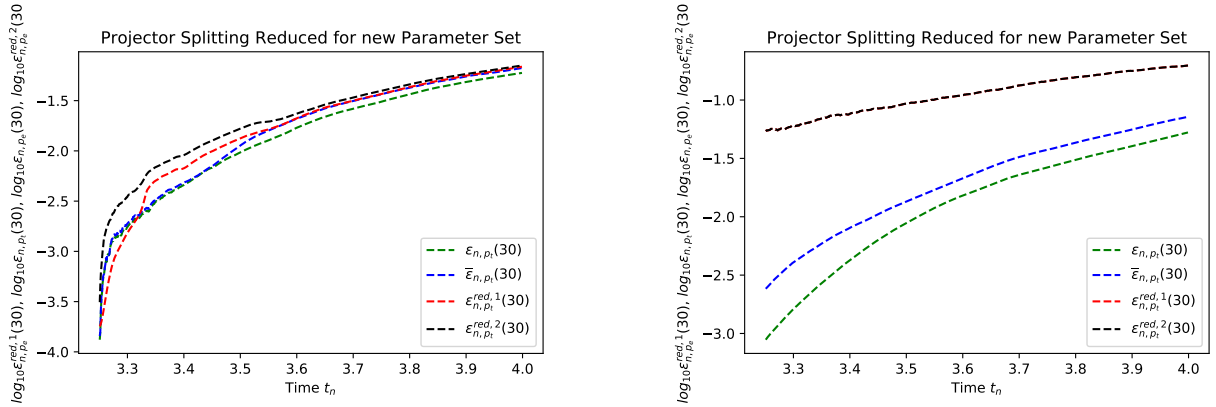 Projector Splitting Reduced for new Parameter Set
log₁₀ε^{red,1}_{n,p_e}(30), log₁₀ε_{n,p_t}(30), log₁₀ε_{n,p_e}(30), log₁₀ε^{red,2}_{n,p_e}(30
−1.5
−2.0
−2.5
−3.0
−3.5
−4.0
3.3 3.4 3.5 3.6 3.7 3.8 3.9 4.0
Time t_n
ε_{n,p_t}(30)
ε̅_{n,p_t}(30)
ε^{red,1}_{n,p_t}(30)
ε^{red,2}_{n,p_t}(30)
Projector Splitting Reduced for new Parameter Set
log₁₀ε^{red,1}_{n,p_e}(30), log₁₀ε_{n,p_t}(30), log₁₀ε_{n,p_e}(30), log₁₀ε^{red,2}_{n,p_e}(30
−1.0
−1.5
−2.0
−2.5
−3.0
3.3 3.4 3.5 3.6 3.7 3.8 3.9 4.0
Time t_n
ε_{n,p_t}(30)
ε̅_{n,p_t}(30)
ε^{red,1}_{n,p_t}(30)
ε^{red,2}_{n,p_t}(30)